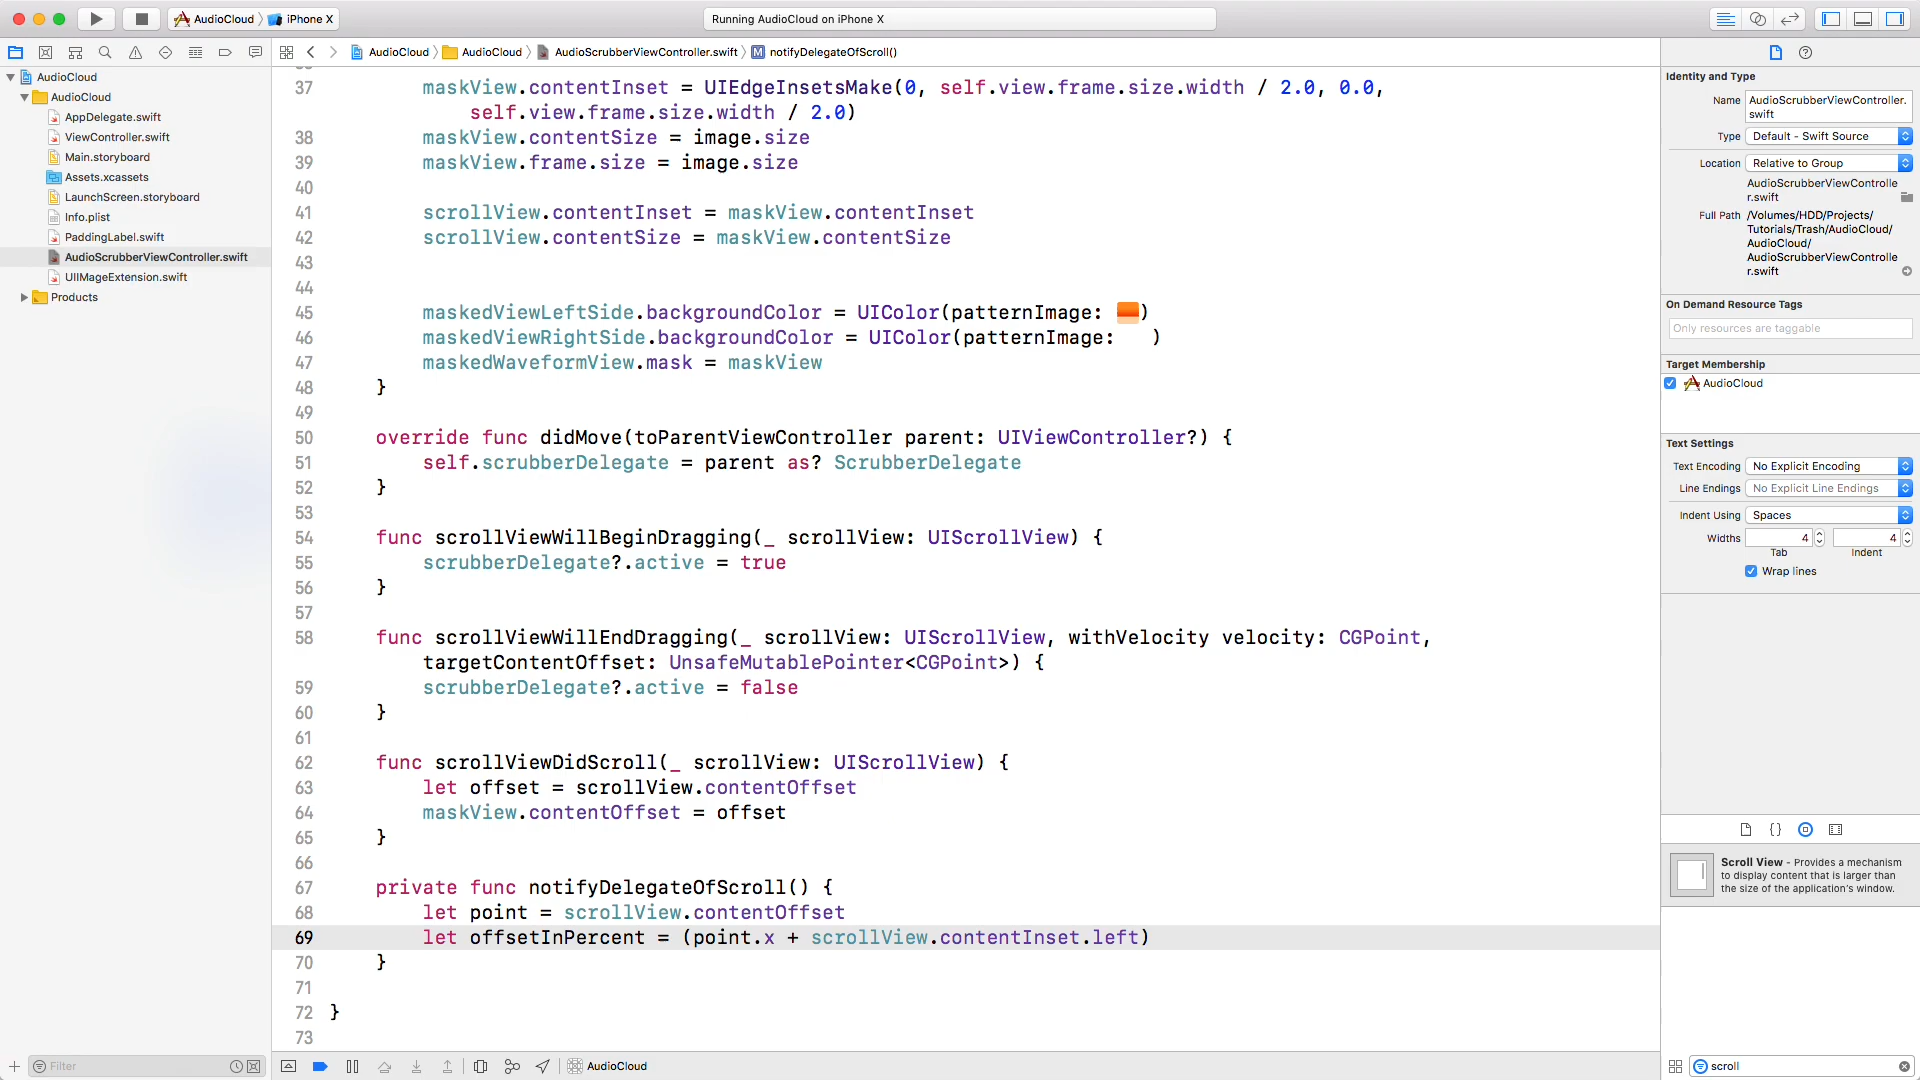 AudioCloud
iPhone X
Running AudioCloud on iPhone X
AudioCloud
AudioCloud
AudioScrubberViewController.swift
notifyDelegateOfScroll()
AudioCloud
AudioCloud
AppDelegate.swift
ViewController.swift
Main.storyboard
Assets.xcassets
LaunchScreen.storyboard
Info.plist
PaddingLabel.swift
AudioScrubberViewController.swift
UIIMageExtension.swift
Products
Filter
37 maskView.contentInset = UIEdgeInsetsMake(0, self.view.frame.size.width / 2.0, 0.0,
self.view.frame.size.width / 2.0)
38 maskView.contentSize = image.size
39 maskView.frame.size = image.size
40
41 scrollView.contentInset = maskView.contentInset
42 scrollView.contentSize = maskView.contentSize
43
44
45 maskedViewLeftSide.backgroundColor = UIColor(patternImage: )
46 maskedViewRightSide.backgroundColor = UIColor(patternImage: )
47 maskedWaveformView.mask = maskView
48 }
49
50 override func didMove(toParentViewController parent: UIViewController?) {
51 self.scrubberDelegate = parent as? ScrubberDelegate
52 }
53
54 func scrollViewWillBeginDragging(_ scrollView: UIScrollView) {
55 scrubberDelegate?.active = true
56 }
57
58 func scrollViewWillEndDragging(_ scrollView: UIScrollView, withVelocity velocity: CGPoint,
targetContentOffset: UnsafeMutablePointer<CGPoint>) {
59 scrubberDelegate?.active = false
60 }
61
62 func scrollViewDidScroll(_ scrollView: UIScrollView) {
63 let offset = scrollView.contentOffset
64 maskView.contentOffset = offset
65 }
66
67 private func notifyDelegateOfScroll() {
68 let point = scrollView.contentOffset
69 let offsetInPercent = (point.x + scrollView.contentInset.left)
70 }
71
72 }
73
AudioCloud
Identity and Type
Name AudioScrubberViewController.
swift
Type Default - Swift Source
Location Relative to Group
AudioScrubberViewControlle
r.swift
Full Path /Volumes/HDD/Projects/
Tutorials/Trash/AudioCloud/
AudioCloud/
AudioScrubberViewControlle
r.swift
On Demand Resource Tags
Only resources are taggable
Target Membership
AudioCloud
Text Settings
Text Encoding No Explicit Encoding
Line Endings No Explicit Line Endings
Indent Using Spaces
Widths 4 4
Tab Indent
Wrap lines
{}
Scroll View - Provides a mechanism
to display content that is larger than
the size of the application's window.
scroll